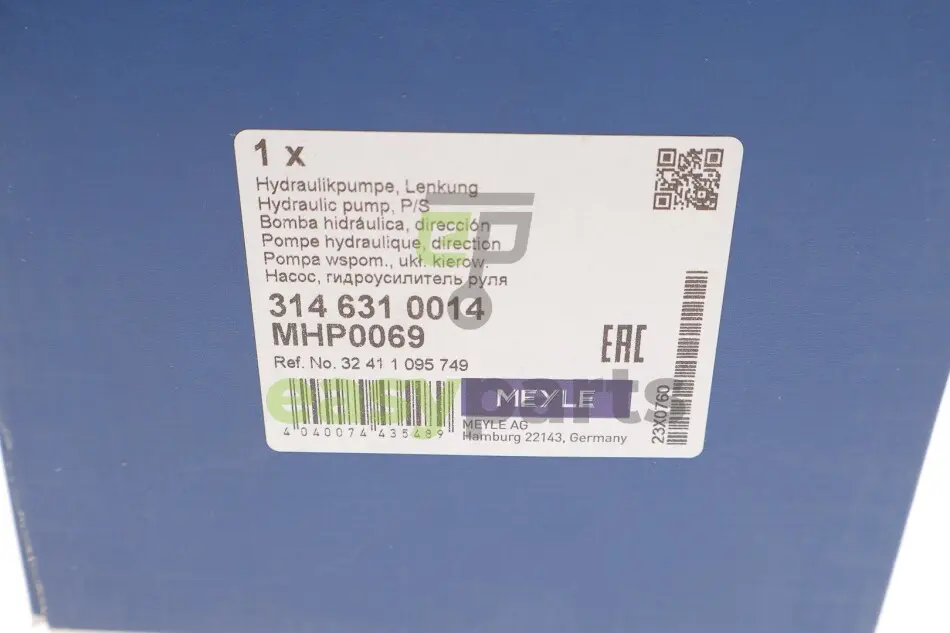 1 x
Hydraulikpumpe, Lenkung
Hydraulic pump, P/S
Bomba hidráulica, dirección
Pompe hydraulique, direction
Pompa wspom., ukł. kierow.
Насос, гидроусилитель руля
314 631 0014
MHP0069
EAC
Ref. No. 32 41 1 095 749
MEYLE
MEYLE AG
Hamburg 22143, Germany
4 040074 435489
23X0760
ep
easyparts